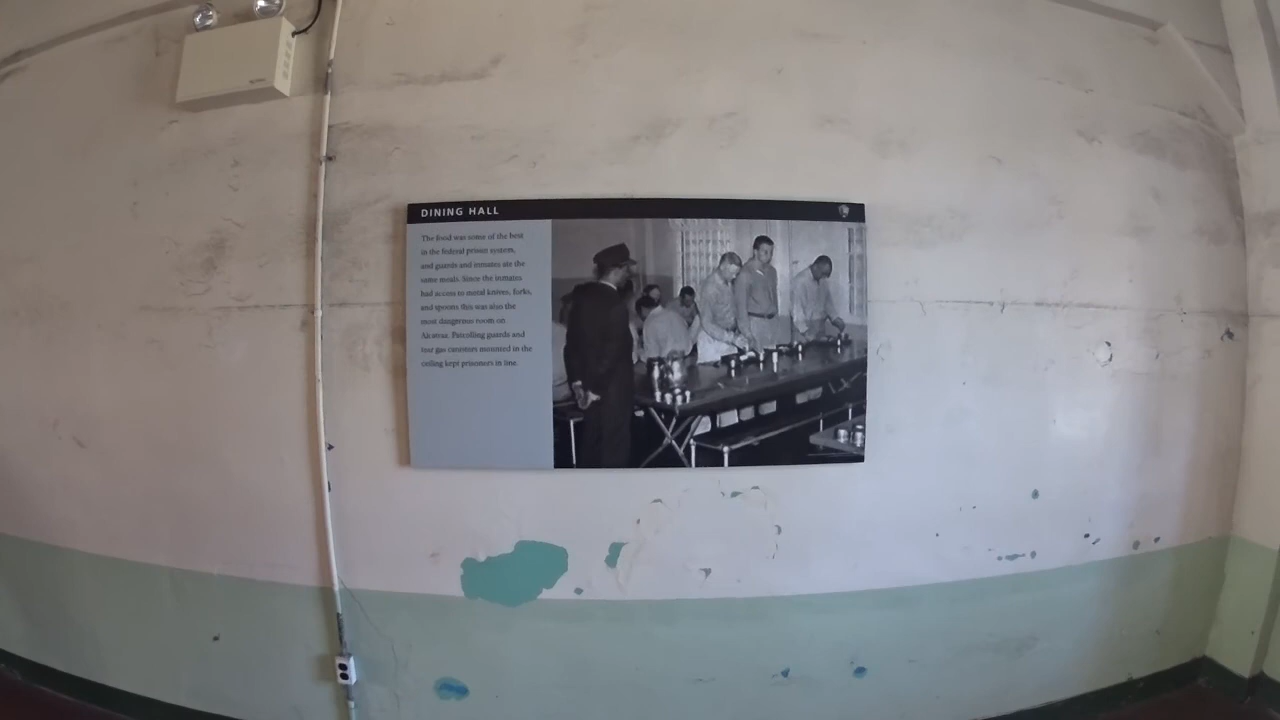 DINING HALL
The food was some of the best
in the federal prison system,
and guards and inmates ate the
same meals. Since the inmates
had access to metal knives, forks,
and spoons this was also the
most dangerous room on
Alcatraz. Patrolling guards and
tear gas canisters mounted in the
ceiling kept prisoners in line.